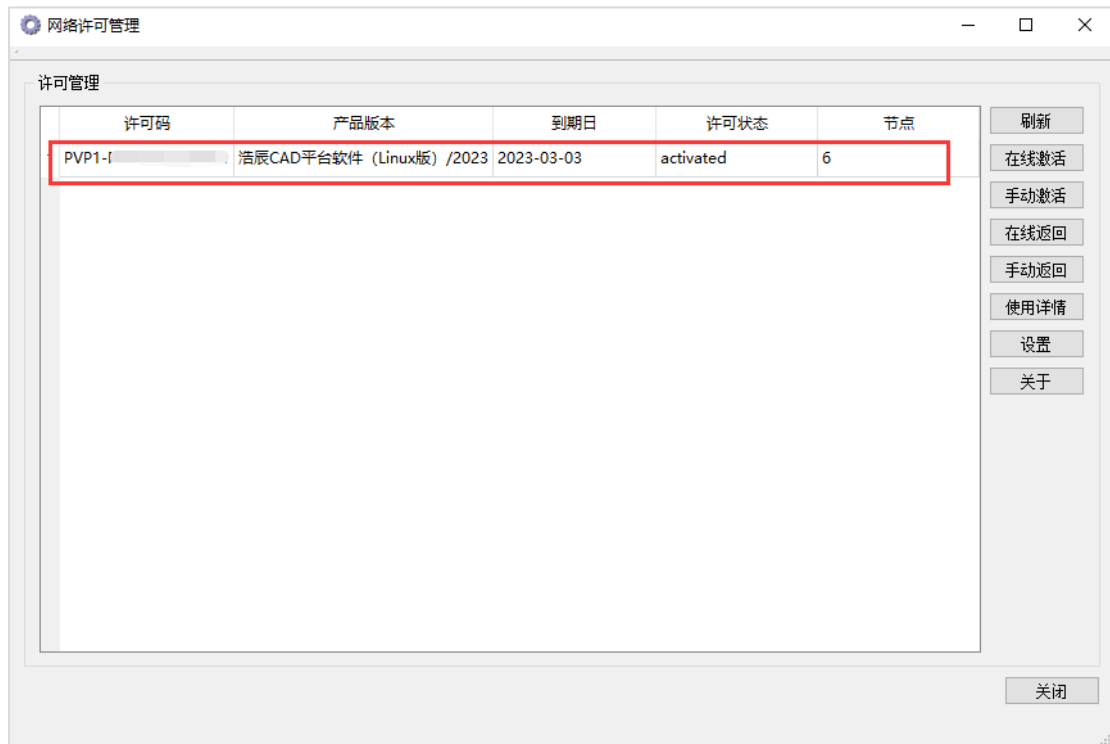 网络许可管理
许可管理
许可码 产品版本 到期日 许可状态 节点
PVP1- 浩辰CAD平台软件（Linux版）/2023 2023-03-03 activated 6
刷新
在线激活
手动激活
在线返回
手动返回
使用详情
设置
关于
关闭